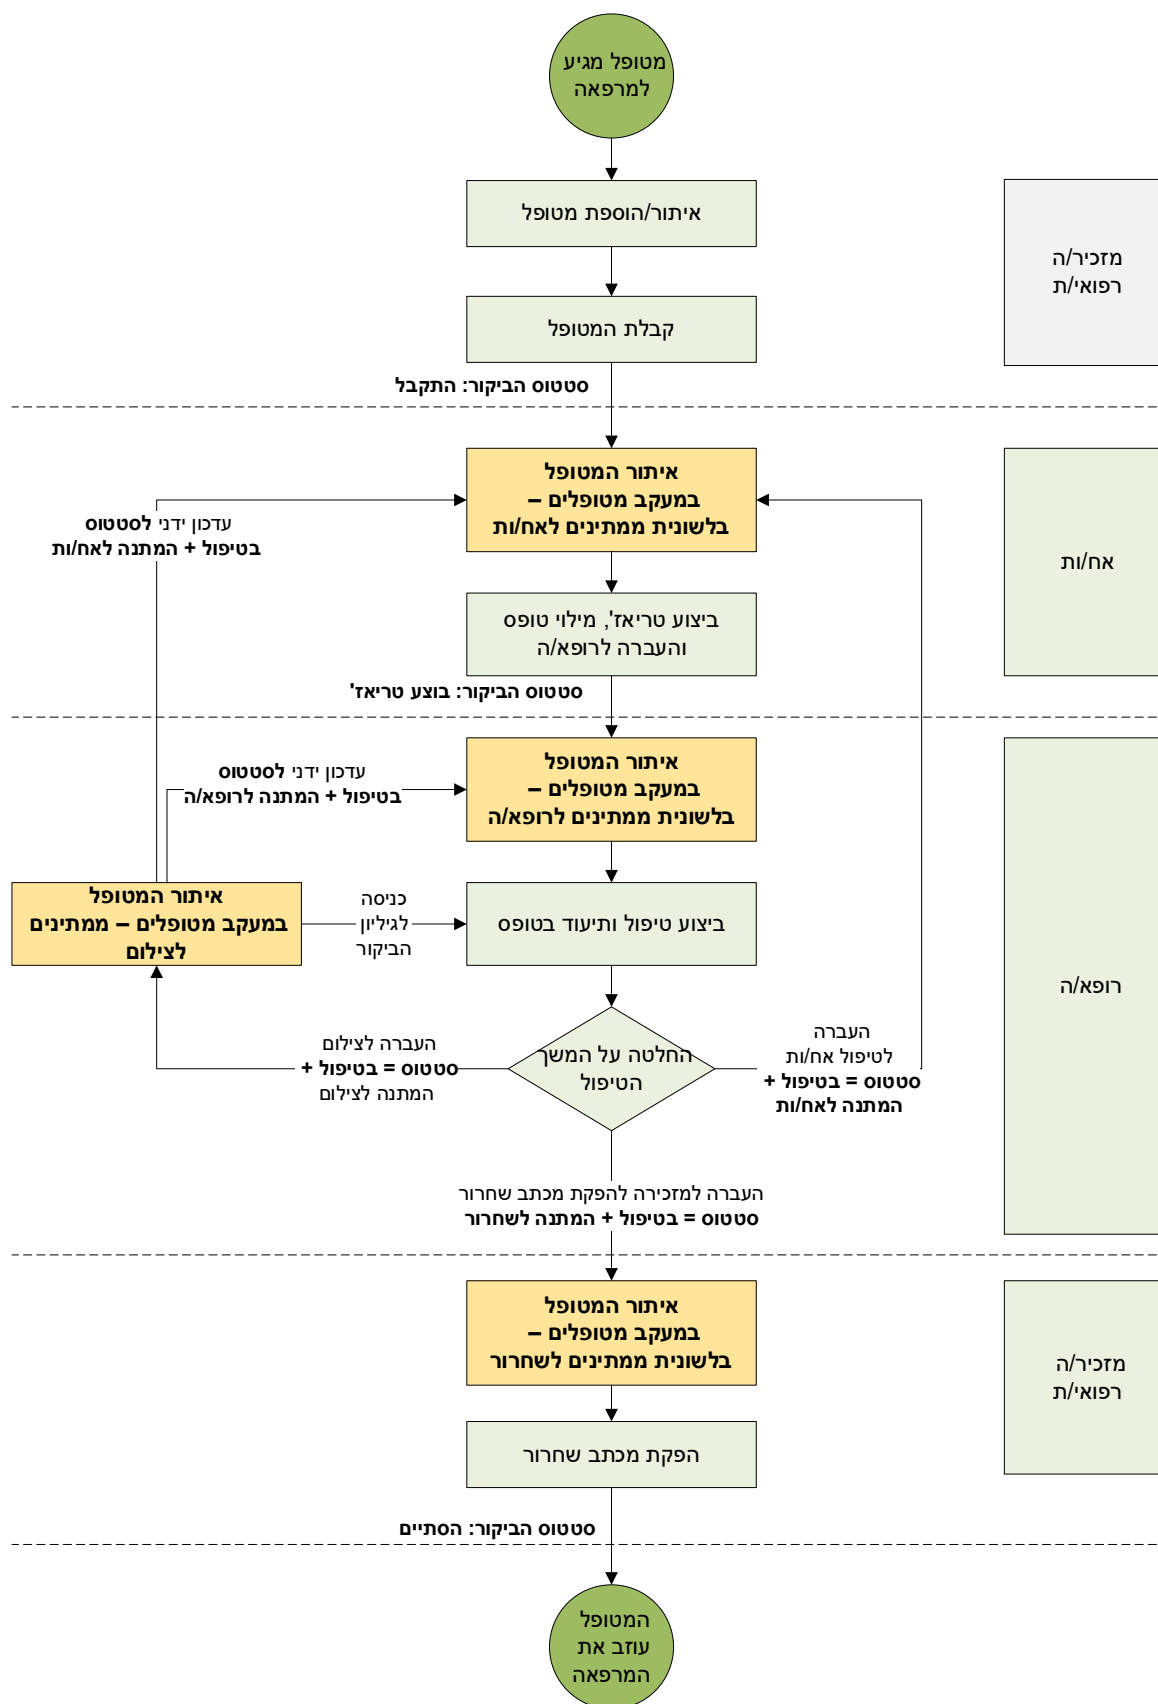 מטופל מגיע
למרפאה
איתור/הוספת מטופל
מזכיר/ה
רפואי/ת
קבלת המטופל
סטטוס הביקור: התקבל
איתור המטופל
במעקב מטופלים –
בלשונית ממתינים לאח/ות
אח/ות
עדכון ידני לסטטוס
בטיפול + המתנה לאח/ות
ביצוע טריאז', מילוי טופס
והעברה לרופא/ה
סטטוס הביקור: בוצע טריאז'
איתור המטופל
במעקב מטופלים –
בלשונית ממתינים לרופא/ה
עדכון ידני לסטטוס
בטיפול + המתנה לרופא/ה
רופא/ה
ביצוע טיפול ותיעוד בטופס
כניסה
לגיליון
הביקור
איתור המטופל
במעקב מטופלים – ממתינים
לצילום
העברה
לטיפול אח/ות
סטטוס = בטיפול +
המתנה לאח/ות
החלטה על המשך
הטיפול
העברה לצילום
סטטוס = בטיפול +
המתנה לצילום
העברה למזכירה להפקת מכתב שחרור
סטטוס = בטיפול + המתנה לשחרור
איתור המטופל
במעקב מטופלים –
בלשונית ממתינים לשחרור
מזכיר/ה
רפואי/ת
הפקת מכתב שחרור
סטטוס הביקור: הסתיים
המטופל
עוזב את
המרפאה